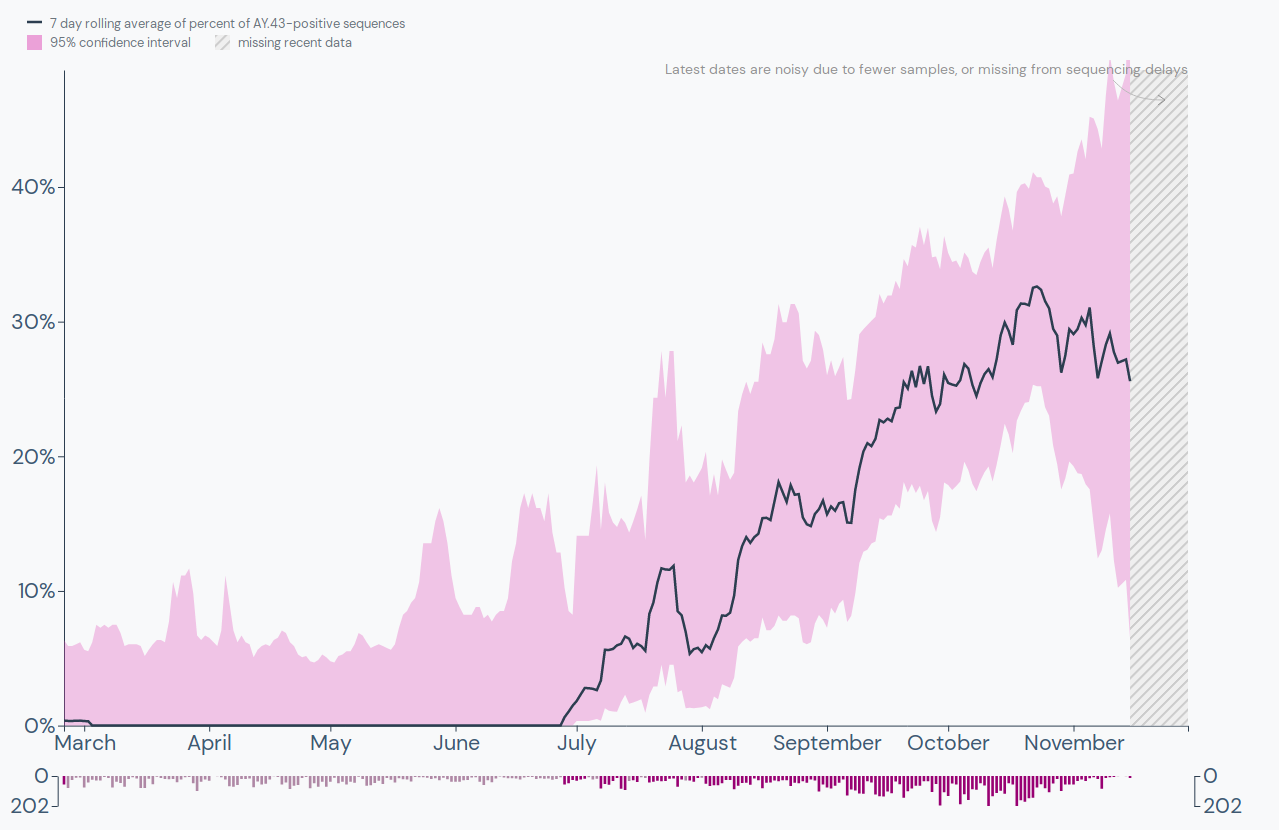 7 day rolling average of percent of AY.43-positive sequences
95% confidence interval missing recent data
Latest dates are noisy due to fewer samples, or missing from sequencing delays
40%
30%
20%
10%
0%
March April May June July August September October November
0 0
202 202